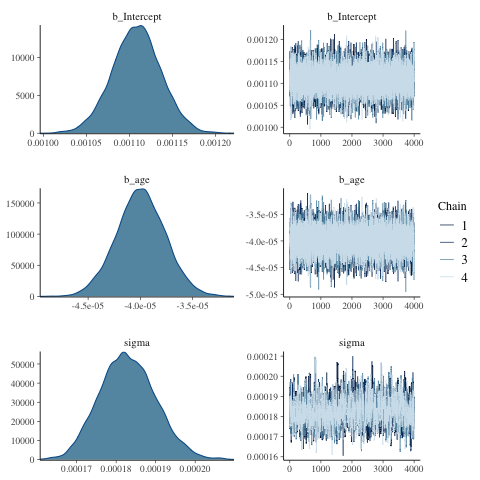 b_Intercept
10000
5000
0
0.00100 0.00105 0.00110 0.00115 0.00120
b_Intercept
0.00120
0.00115
0.00110
0.00105
0.00100
0 1000 2000 3000 4000
b_age
150000
100000
50000
0
-4.5e-05 -4.0e-05 -3.5e-05
b_age
-3.5e-05
-4.0e-05
-4.5e-05
-5.0e-05
0 1000 2000 3000 4000
sigma
50000
40000
30000
20000
10000
0
0.00017 0.00018 0.00019 0.00020
sigma
0.00021
0.00020
0.00019
0.00018
0.00017
0.00016
0 1000 2000 3000 4000
Chain
1
2
3
4